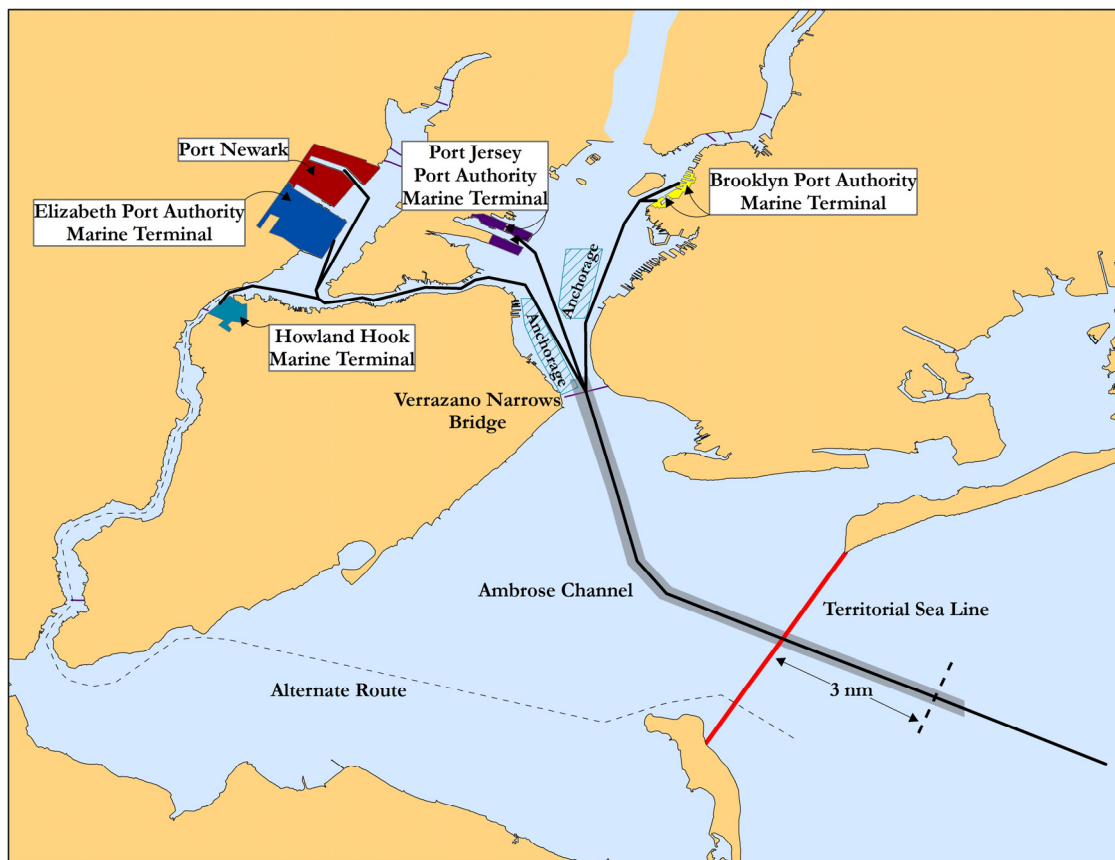 Port Newark
Elizabeth Port Authority
Marine Terminal
Port Jersey
Port Authority
Marine Terminal
Brooklyn Port Authority
Marine Terminal
Anchorage
Howland Hook
Marine Terminal
Anchorage
Verrazano Narrows
Bridge
Ambrose Channel
Territorial Sea Line
Alternate Route
3 nm